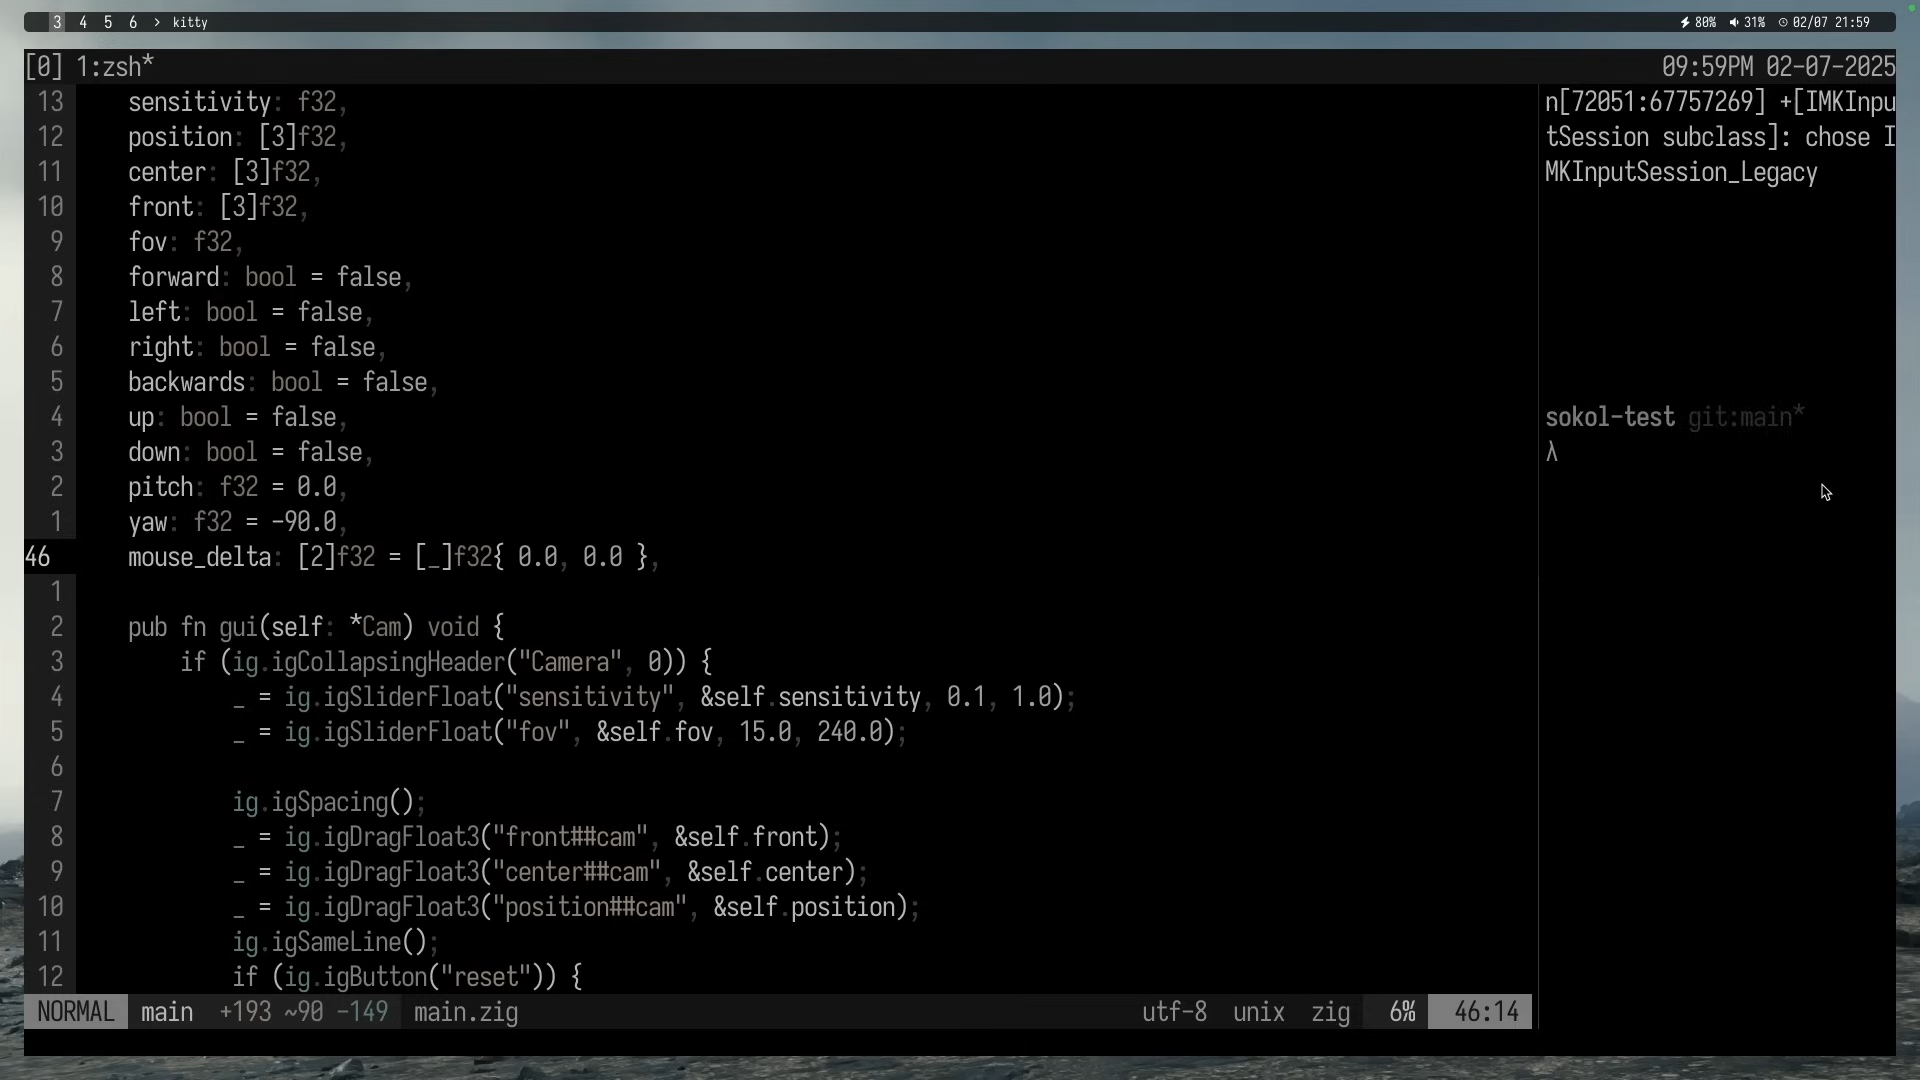 3 4 5 6 > kitty
80% 31% 02/07 21:59
[0] 1:zsh*
09:59PM 02-07-2025
13 sensitivity: f32,
12 position: [3]f32,
11 center: [3]f32,
10 front: [3]f32,
9 fov: f32,
8 forward: bool = false,
7 left: bool = false,
6 right: bool = false,
5 backwards: bool = false,
4 up: bool = false,
3 down: bool = false,
2 pitch: f32 = 0.0,
1 yaw: f32 = -90.0,
46 mouse_delta: [2]f32 = [_]f32{ 0.0, 0.0 },
1
2 pub fn gui(self: *Cam) void {
3 if (ig.igCollapsingHeader("Camera", 0)) {
4 _ = ig.igSliderFloat("sensitivity", &self.sensitivity, 0.1, 1.0);
5 _ = ig.igSliderFloat("fov", &self.fov, 15.0, 240.0);
6
7 ig.igSpacing();
8 _ = ig.igDragFloat3("front##cam", &self.front);
9 _ = ig.igDragFloat3("center##cam", &self.center);
10 _ = ig.igDragFloat3("position##cam", &self.position);
11 ig.igSameLine();
12 if (ig.igButton("reset")) {
NORMAL main +193 ~90 -149 main.zig
utf-8 unix zig 6% 46:14
n[72051:67757269] +[IMKInpu
tSession subclass]: chose I
MKInputSession_Legacy
sokol-test git:main*
λ